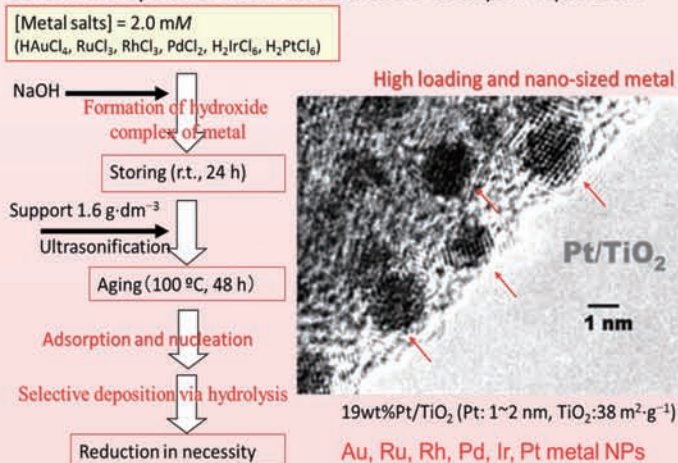 [Metal salts] = 2.0 mM
(HAuCl₄, RuCl₃, RhCl₃, PdCl₂, H₂IrCl₆, H₂PtCl₆)
NaOH
Formation of hydroxide
complex of metal
Storing (r.t., 24 h)
Support 1.6 g·dm⁻³
Ultrasonification
Aging (100 ºC, 48 h)
Adsorption and nucleation
Selective deposition via hydrolysis
Reduction in necessity
High loading and nano-sized metal
Pt/TiO₂
1 nm
19wt%Pt/TiO₂ (Pt: 1~2 nm, TiO₂:38 m²·g⁻¹)
Au, Ru, Rh, Pd, Ir, Pt metal NPs